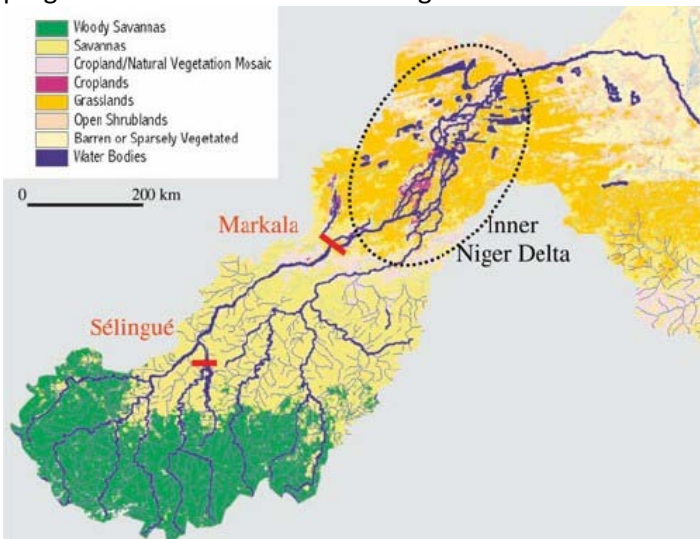 Woody Savannas
Savannas
Cropland/Natural Vegetation Mosaic
Croplands
Grasslands
Open Shrublands
Barren or Sparsely Vegetated
Water Bodies
0 200 km
Markala
Inner
Niger Delta
Sélingué